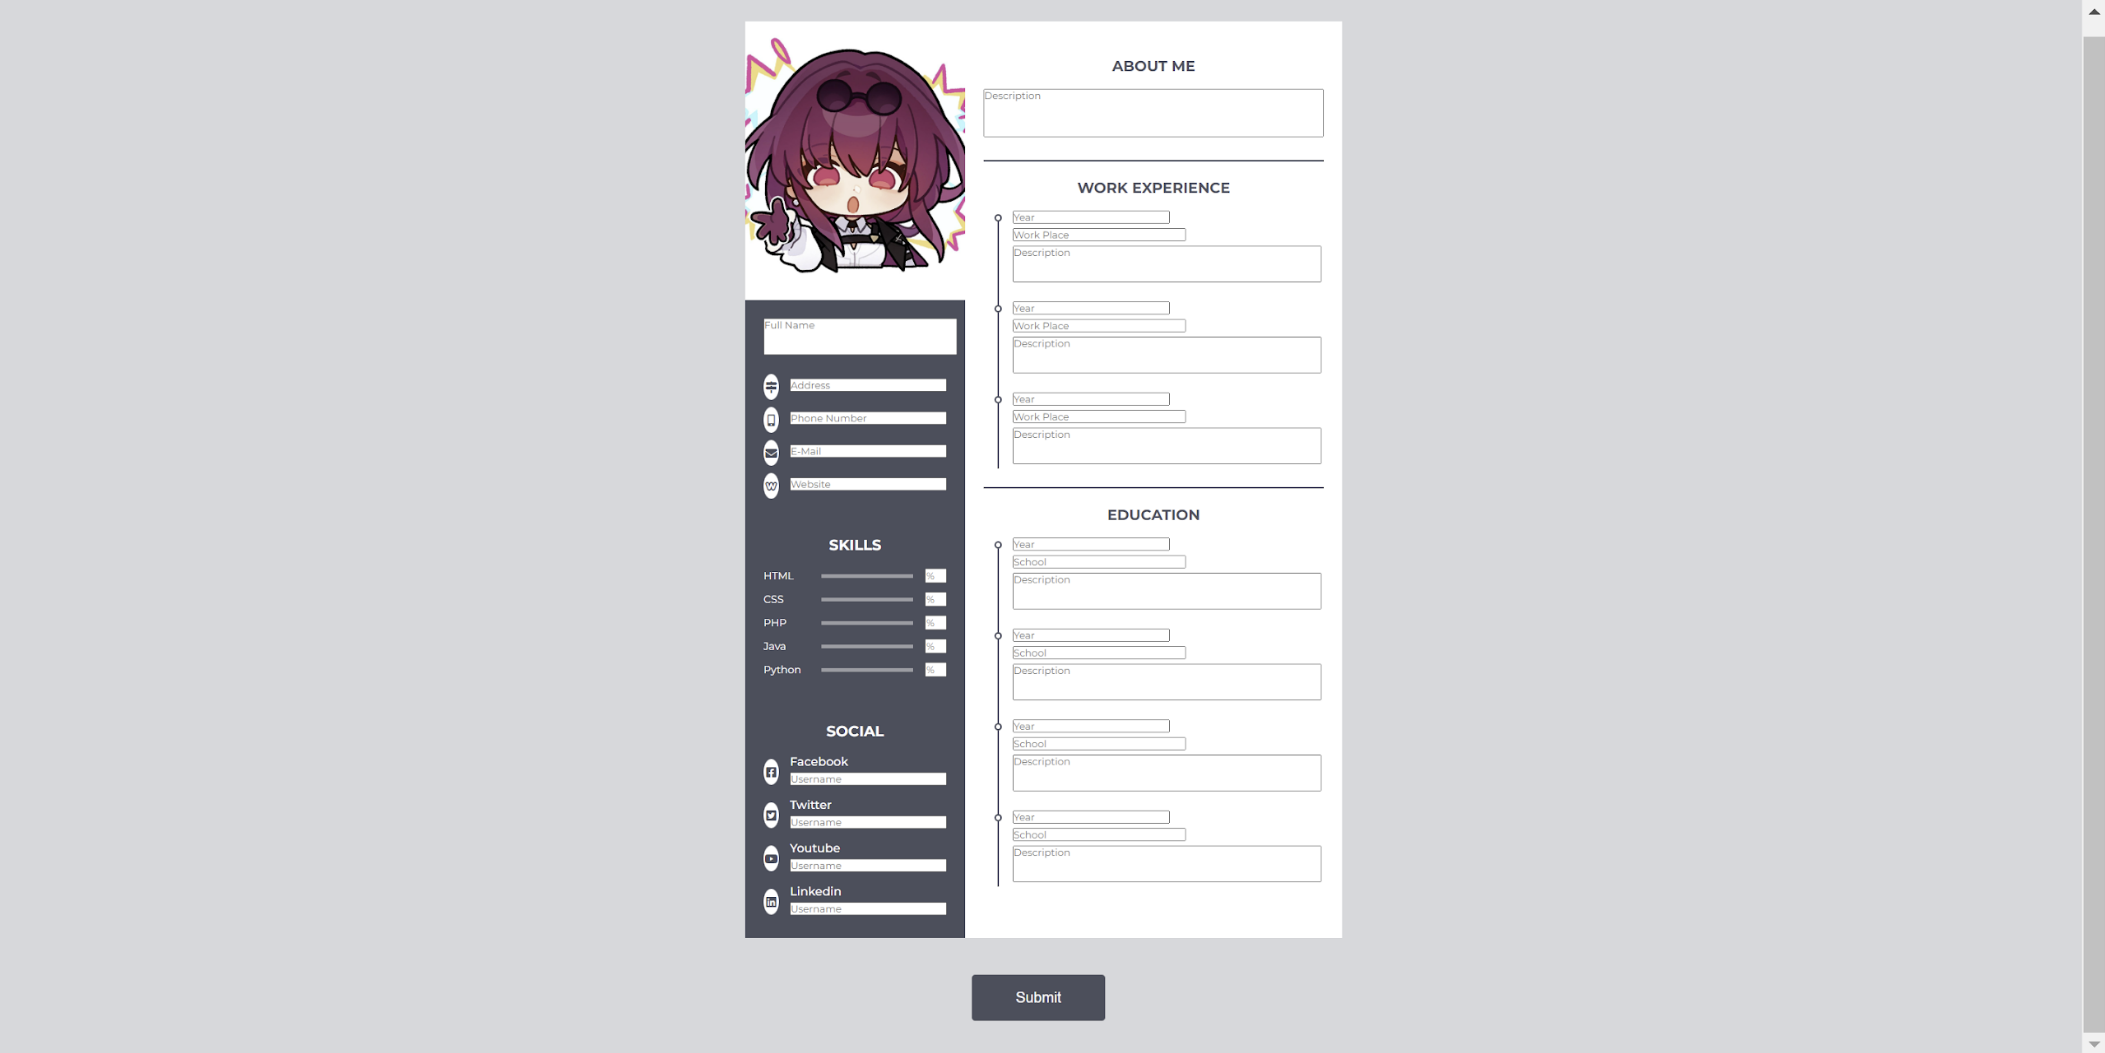 Full Name
Address
Phone Number
E-Mail
Website
SKILLS
HTML %
CSS %
PHP %
Java %
Python %
SOCIAL
Facebook
Username
Twitter
Username
Youtube
Username
Linkedin
Username
ABOUT ME
Description
WORK EXPERIENCE
Year
Work Place
Description
Year
Work Place
Description
Year
Work Place
Description
EDUCATION
Year
School
Description
Year
School
Description
Year
School
Description
Year
School
Description
Submit